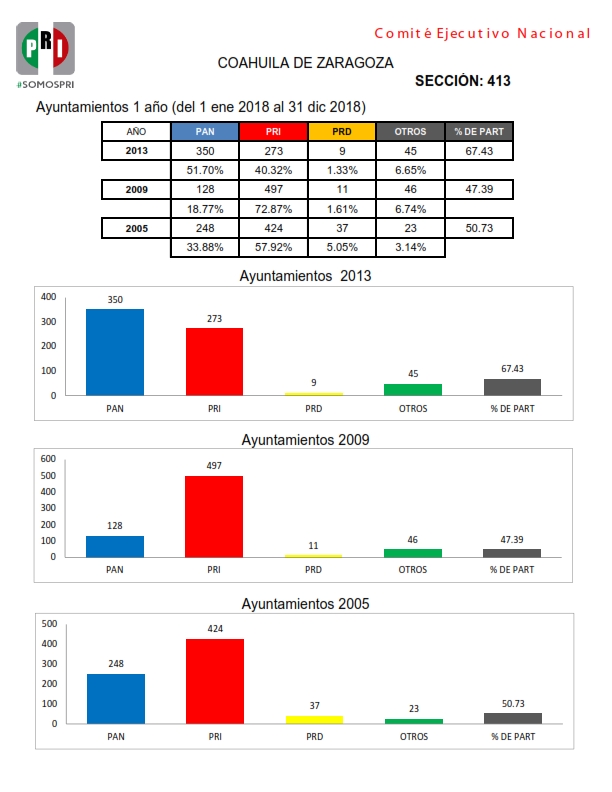 Comité Ejecutivo Nacional
PRI
#SOMOSPRI
COAHUILA DE ZARAGOZA
SECCIÓN: 413
Ayuntamientos 1 año (del 1 ene 2018 al 31 dic 2018)
AÑO PAN PRI PRD OTROS % DE PART
2013 350 273 9 45 67.43
51.70% 40.32% 1.33% 6.65%
2009 128 497 11 46 47.39
18.77% 72.87% 1.61% 6.74%
2005 248 424 37 23 50.73
33.88% 57.92% 5.05% 3.14%
Ayuntamientos 2013
400
300
200
100
0
350 273 9 45 67.43
PAN PRI PRD OTROS % DE PART
Ayuntamientos 2009
600
500
400
300
200
100
0
128 497 11 46 47.39
PAN PRI PRD OTROS % DE PART
Ayuntamientos 2005
500
400
300
200
100
0
248 424 37 23 50.73
PAN PRI PRD OTROS % DE PART